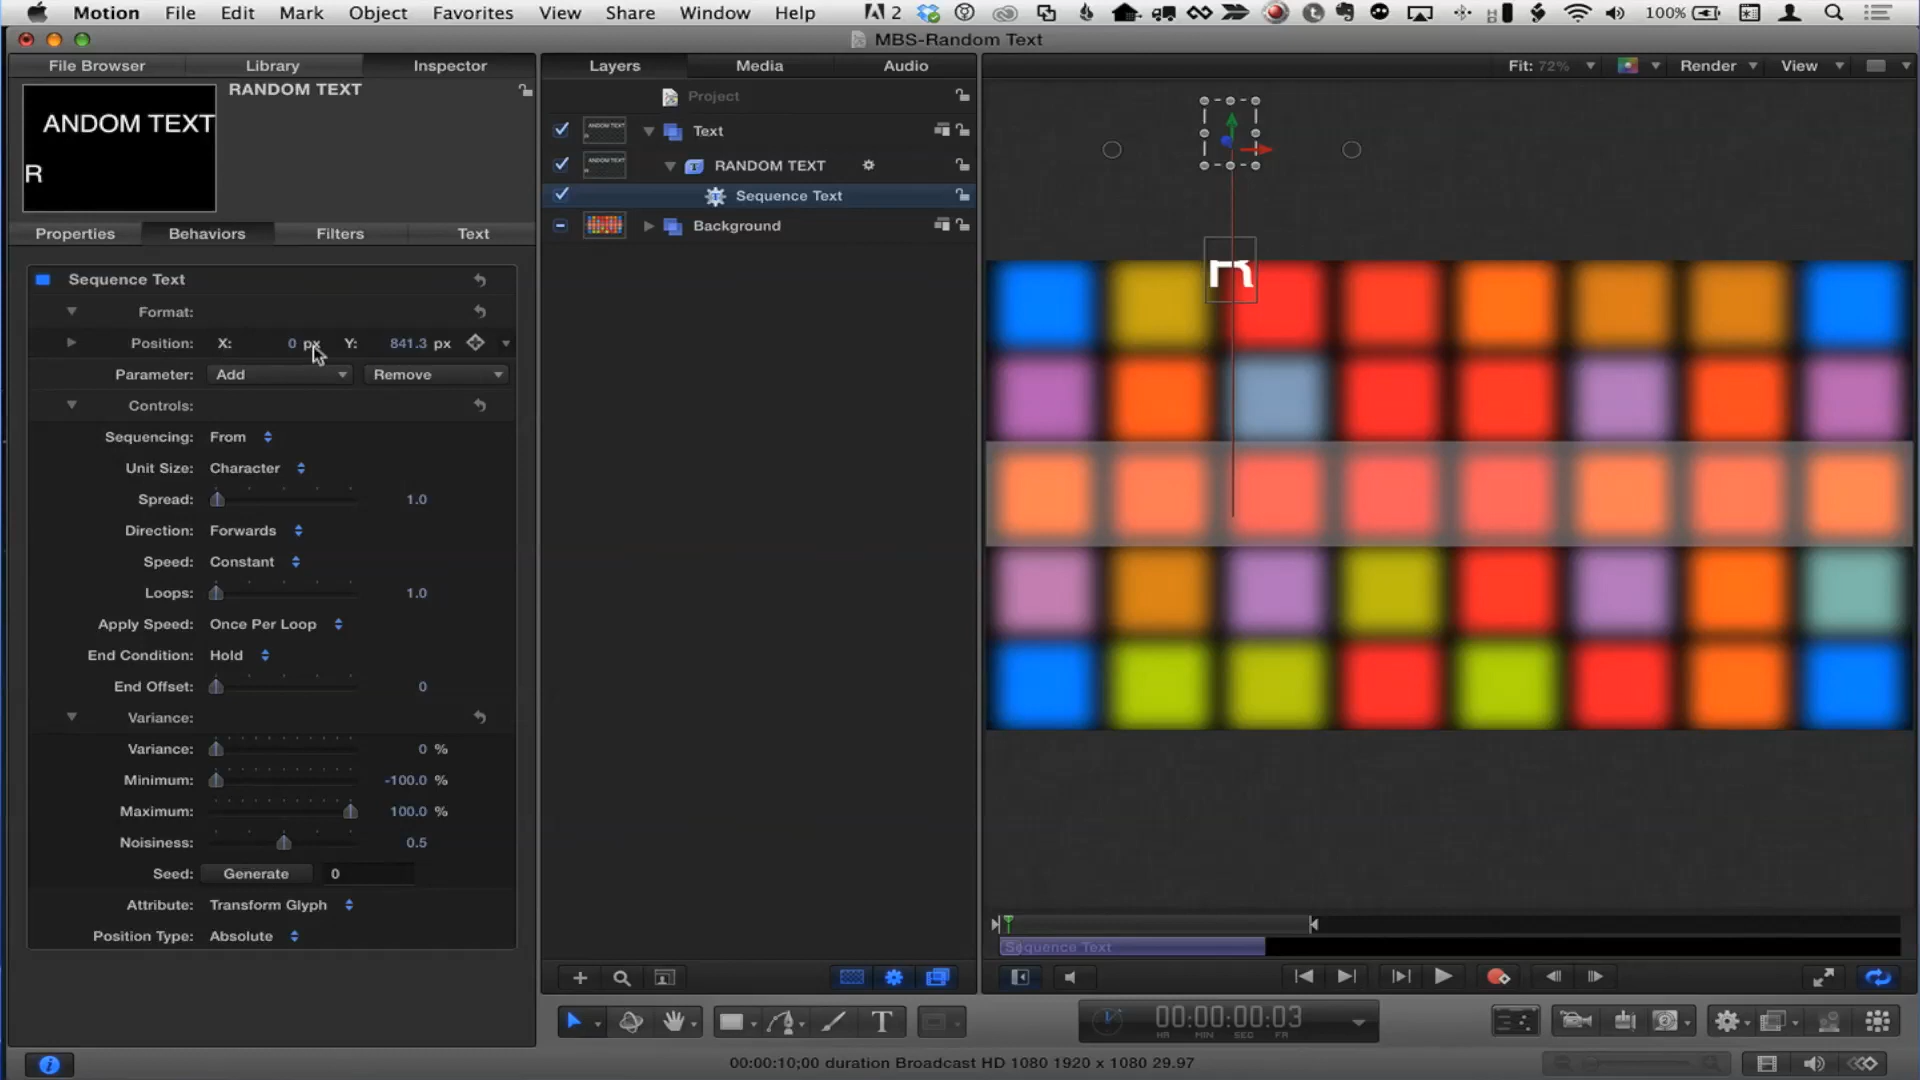 Motion File Edit Mark Object Favorites View Share Window Help 2 100%
MBS-Random Text
File Browser Library Inspector Layers Media Audio Fit: 72% Render View
RANDOM TEXT
ANDOM TEXT
R
Project
Text
RANDOM TEXT
Sequence Text
Background
Properties Behaviors Filters Text
Sequence Text
Format:
Position: X: 0 px Y: 841.3 px
Parameter: Add Remove
Controls:
Sequencing: From
Unit Size: Character
Spread: 1.0
Direction: Forwards
Speed: Constant
Loops: 1.0
Apply Speed: Once Per Loop
End Condition: Hold
End Offset: 0
Variance:
Variance: 0 %
Minimum: -100.0 %
Maximum: 100.0 %
Noisiness: 0.5
Seed: Generate 0
Attribute: Transform Glyph
Position Type: Absolute
Sequence Text
T 00:00:00:03
HR MIN SEC FR
00:00:10;00 duration Broadcast HD 1080 1920 x 1080 29.97